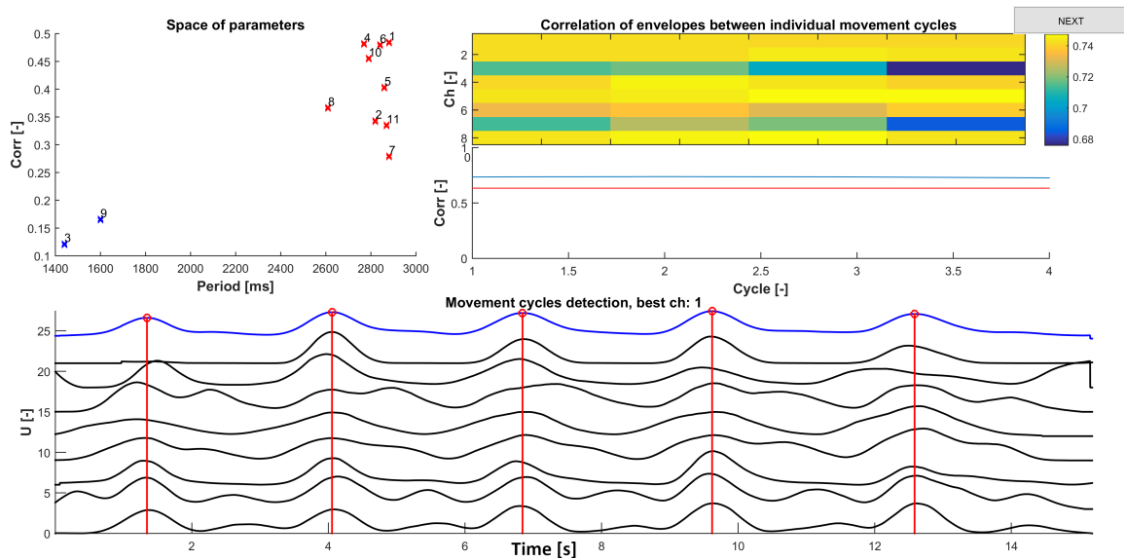 Space of parameters
0.5
0.45
0.4
0.35
0.3
0.25
0.2
0.15
0.1
Corr [-]
4 6 1
10
5
8
2 11
7
9
3
1400 1600 1800 2000 2200 2400 2600 2800 3000
Period [ms]
Correlation of envelopes between individual movement cycles
NEXT
2
4
6
8
Ch [-]
0.74
0.72
0.7
0.68
1
0
0.5
0
Corr [-]
1 1.5 2 2.5 3 3.5 4
Cycle [-]
Movement cycles detection, best ch: 1
25
20
15
10
5
0
U [-]
2 4 6 8 10 12 14
Time [s]